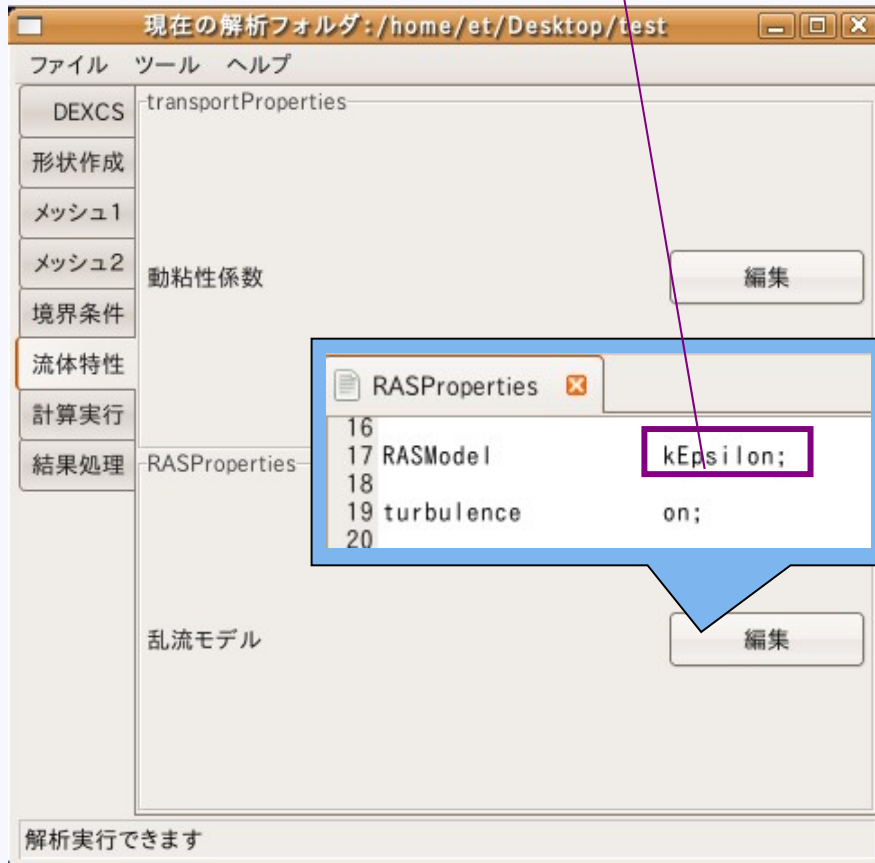 現在の解析フォルダ:/home/et/Desktop/test
ファイル ツール ヘルプ
DEXCS
形状作成
メッシュ1
メッシュ2
境界条件
流体特性
計算実行
結果処理
transportProperties
動粘性係数
編集
RASProperties
16
17 RASModel kEpsilon;
18
19 turbulence on;
20
RASProperties
乱流モデル
編集
解析実行できます